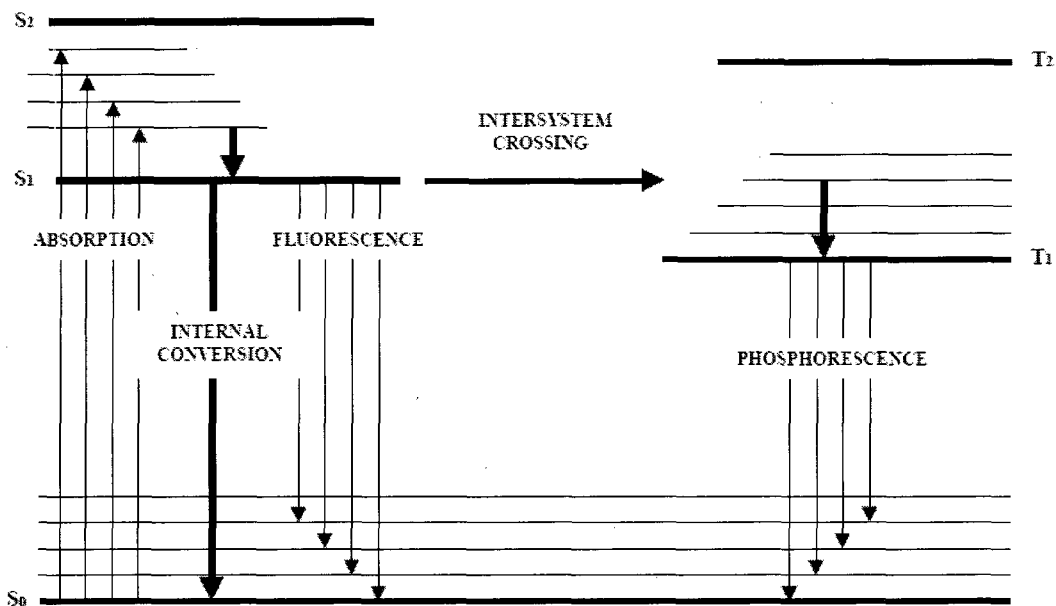 S2
T2
INTERSYSTEM
CROSSING
S1
ABSORPTION
FLUORESCENCE
T1
INTERNAL
CONVERSION
PHOSPHORESCENCE
S0